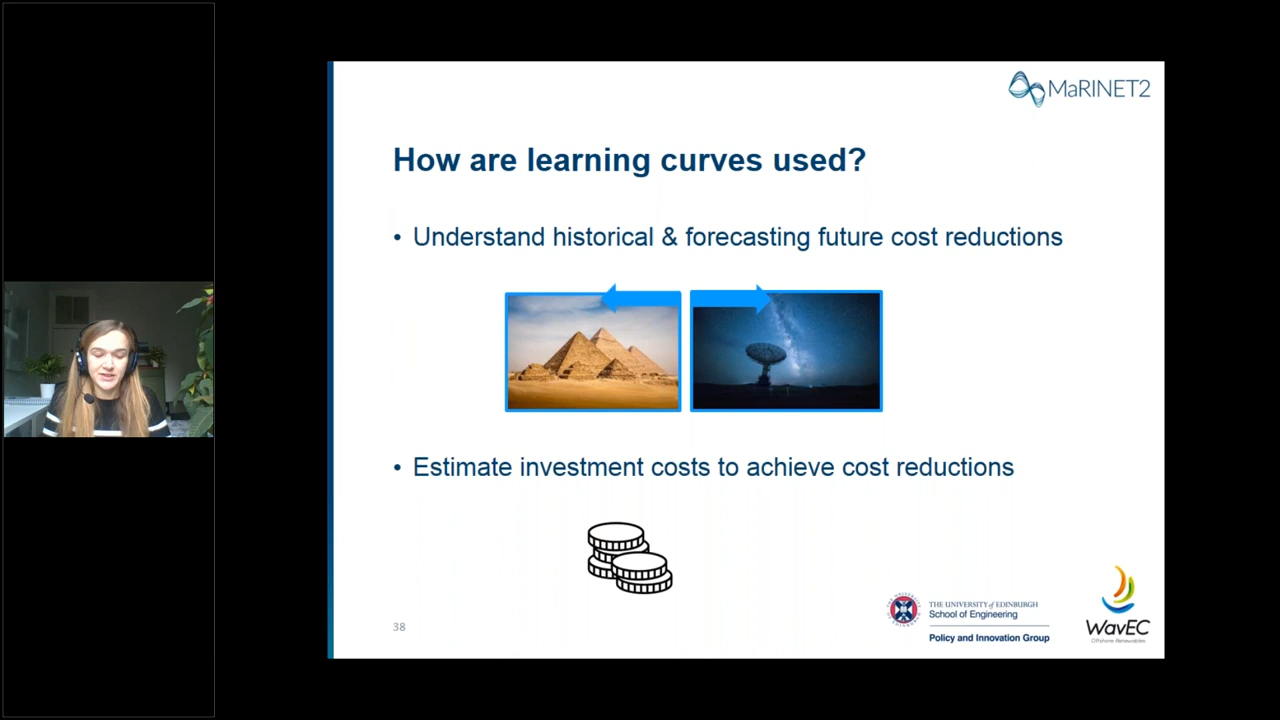 MaRINET2
How are learning curves used?
• Understand historical & forecasting future cost reductions
• Estimate investment costs to achieve cost reductions
38
THE UNIVERSITY of EDINBURGH
School of Engineering
Policy and Innovation Group
WavEC
Offshore Renewables